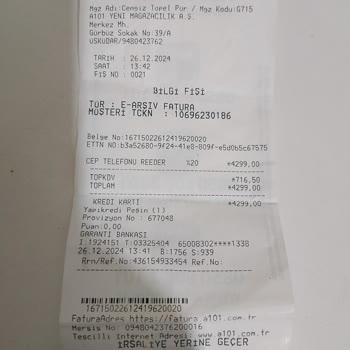 Mgz Adı:Cengiz Topel Pur / Mgz Kodu:G715
A101 YENİ MAĞAZACILIK A.Ş.
Merkez Mh.
Gürbüz Sokak No:39/A
ÜSKÜDAR/9480423762
TARİH : 26.12.2024
SAAT : 13:42
FİŞ NO : 0021
BİLGİ FİŞİ
TÜR : E-ARŞİV FATURA
MÜŞTERİ TCKN : 10696230186
Belge No:16715022612419620020
ETTN NO:b3a52680-9f24-41e8-809f-e5d0b5c67575
CEP TELEFONU REEDER %20 *4299,00
TOPKDV *716,50
TOPLAM *4299,00
KREDİ KARTI *4299,00
Yapıkredi Peşin (1)
Provizyon No : 677048
Puan:0,00
GARANTİ BANKASI
İ:1924151 T:03325404 65008302****1338
26.12.2024 13:41 B:1756 S:939
Rrn/Ref.No:436154933454 Ref.No:
16715022612419620020
FaturaAdres:https://fatura.a101.com.tr
Mersis No: 0948042376200016
Tescilli İnternet Adresi: www.a101.com.tr
İRSALİYE YERİNE GEÇER